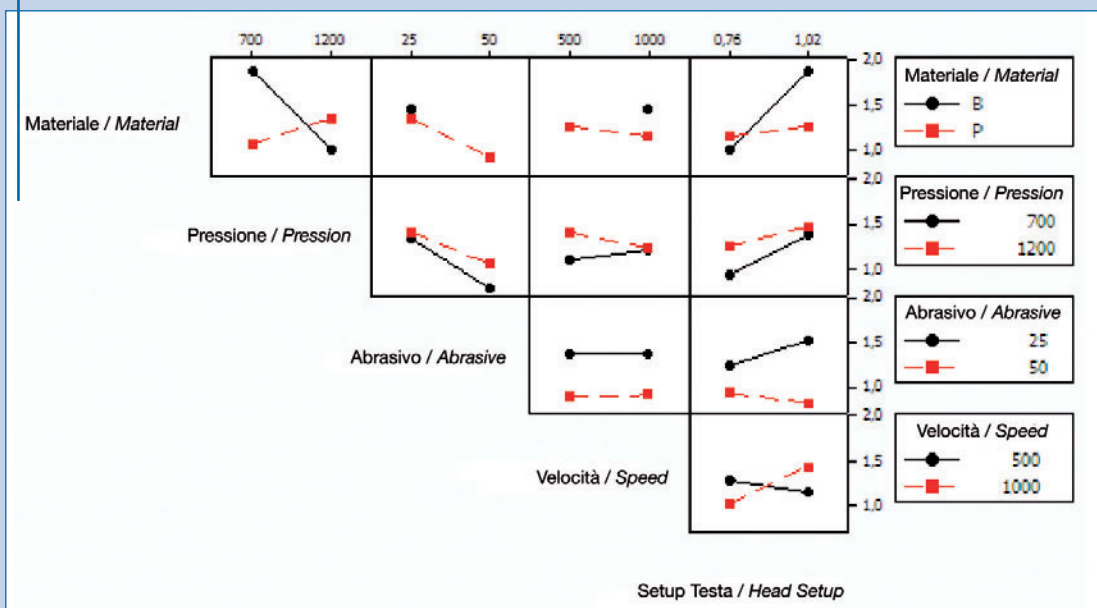 700 1200 25 50 500 1000 0,76 1,02
2,0
Materiale / Material
Materiale / Material
B
1,5
P
1,0
2,0
Pressione / Pression
Pressione / Pression
700
1,5
1200
1,0
2,0
Abrasivo / Abrasive
Abrasivo / Abrasive
25
1,5
50
1,0
2,0
Velocità / Speed
Velocità / Speed
500
1,5
1000
1,0
Setup Testa / Head Setup